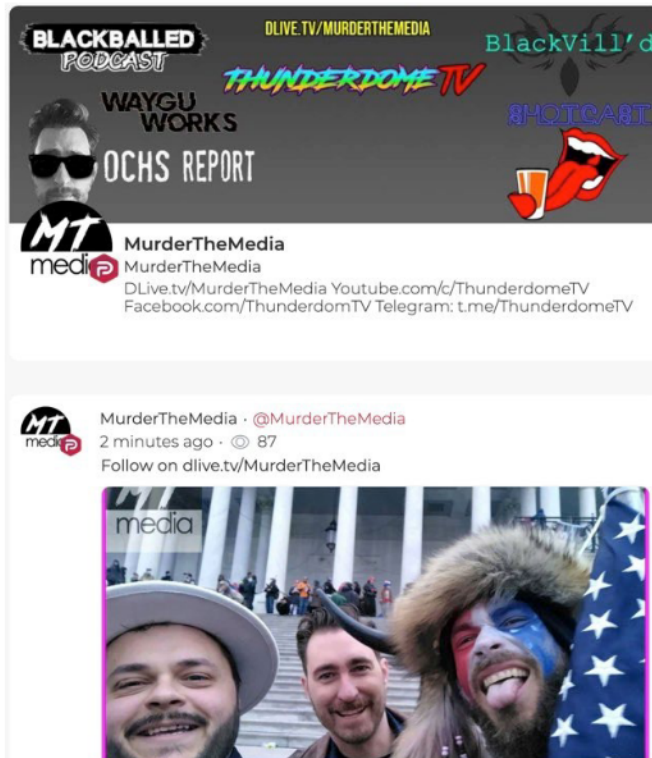 BLACKBALLED
PODCAST
DLIVE.TV/MURDERTHEMEDIA
BlackVill'd
THUNDERDOME TV
WAYGU
WORKS
SHOTCAST
OCHS REPORT
MT
media
MurderTheMedia
MurderTheMedia
DLive.tv/MurderTheMedia Youtube.com/c/ThunderdomeTV
Facebook.com/ThunderdomTV Telegram: t.me/ThunderdomeTV
MT
media
MurderTheMedia · @MurderTheMedia
2 minutes ago · 87
Follow on dlive.tv/MurderTheMedia
MT
media